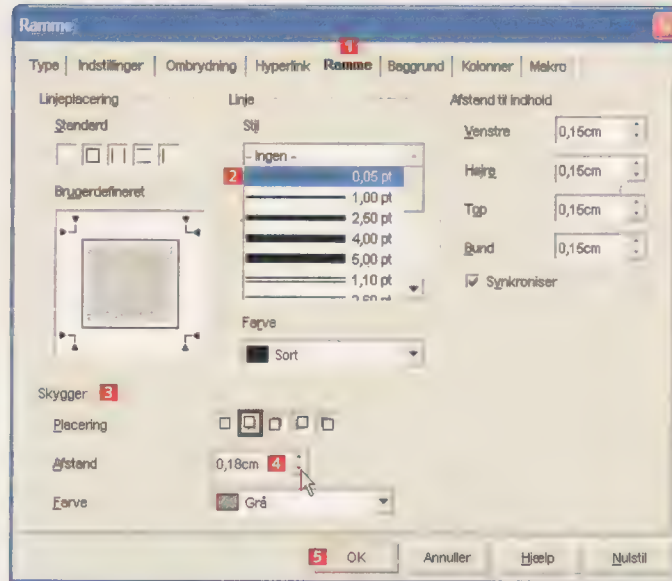 Ramme
1
Type Indstillinger Ombrydning Hyperlink Ramme Baggrund Kolonner Makro
Linjeplacering
Standard
Brugerdefineret
Linje
Stil
- Ingen -
2 0,05 pt
1,00 pt
2,50 pt
4,00 pt
5,00 pt
1,10 pt
2,60 pt
Farve
Sort
Afstand til indhold
Venstre 0,15cm
Højre 0,15cm
Top 0,15cm
Bund 0,15cm
Synkroniser
Skygger 3
Placering
Afstand 0,18cm 4
Farve Grå
5 OK Annuller Hjælp Nulstil